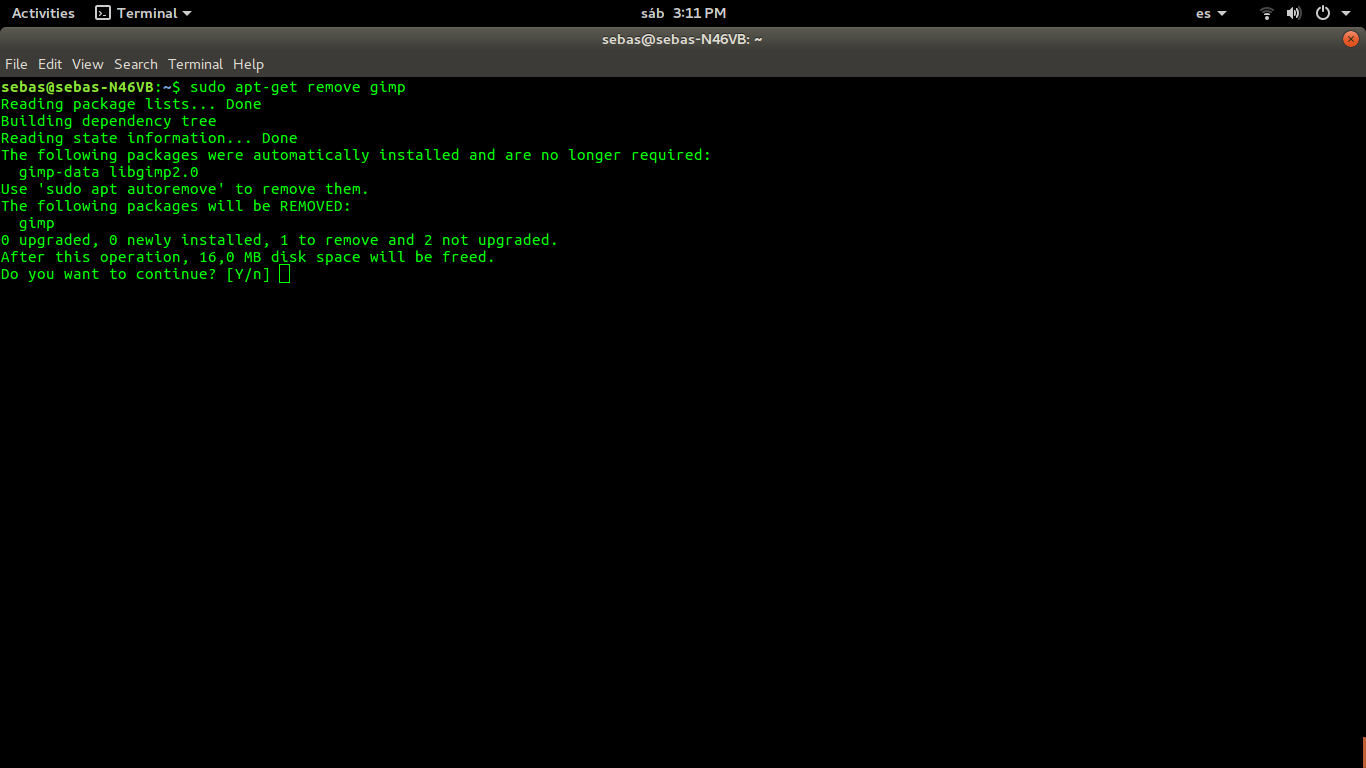 Activities Terminal sáb 3:11 PM es
sebas@sebas-N46VB: ~
File Edit View Search Terminal Help
sebas@sebas-N46VB:~$ sudo apt-get remove gimp
Reading package lists... Done
Building dependency tree
Reading state information... Done
The following packages were automatically installed and are no longer required:
  gimp-data libgimp2.0
Use 'sudo apt autoremove' to remove them.
The following packages will be REMOVED:
  gimp
0 upgraded, 0 newly installed, 1 to remove and 2 not upgraded.
After this operation, 16,0 MB disk space will be freed.
Do you want to continue? [Y/n]